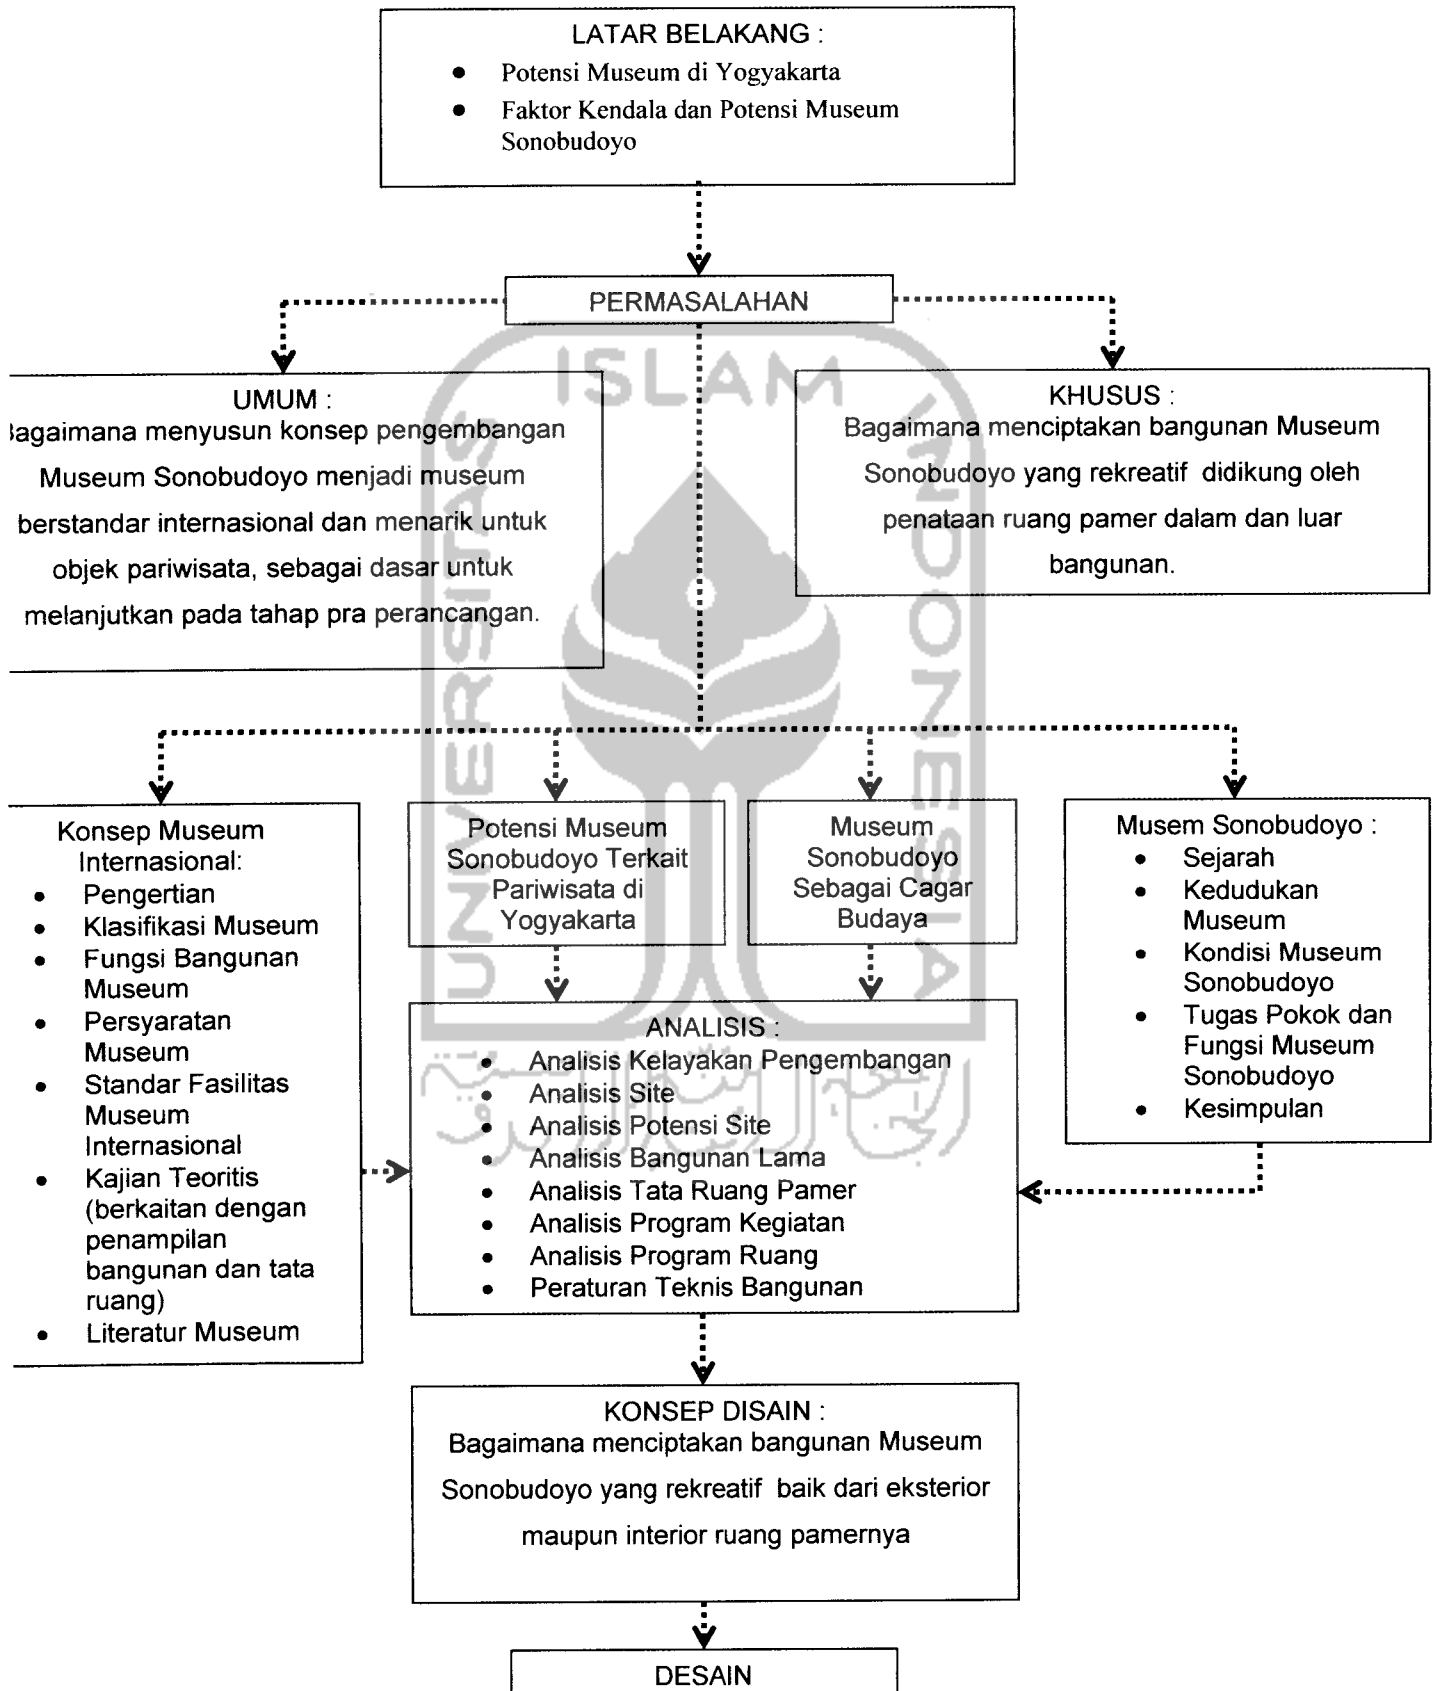 LATAR BELAKANG :
● Potensi Museum di Yogyakarta
● Faktor Kendala dan Potensi Museum
Sonobudoyo
PERMASALAHAN
UMUM :
agaimana menyusun konsep pengembangan
Museum Sonobudoyo menjadi museum
berstandar internasional dan menarik untuk
objek pariwisata, sebagai dasar untuk
melanjutkan pada tahap pra perancangan.
KHUSUS :
Bagaimana menciptakan bangunan Museum
Sonobudoyo yang rekreatif didikung oleh
penataan ruang pamer dalam dan luar
bangunan.
Konsep Museum
Internasional:
● Pengertian
● Klasifikasi Museum
● Fungsi Bangunan
Museum
● Persyaratan
Museum
● Standar Fasilitas
Museum
Internasional
● Kajian Teoritis
(berkaitan dengan
penampilan
bangunan dan tata
ruang)
● Literatur Museum
Potensi Museum
Sonobudoyo Terkait
Pariwisata di
Yogyakarta
Museum
Sonobudoyo
Sebagai Cagar
Budaya
Musem Sonobudoyo :
● Sejarah
● Kedudukan
Museum
● Kondisi Museum
Sonobudoyo
● Tugas Pokok dan
Fungsi Museum
Sonobudoyo
● Kesimpulan
ANALISIS :
● Analisis Kelayakan Pengembangan
● Analisis Site
● Analisis Potensi Site
● Analisis Bangunan Lama
● Analisis Tata Ruang Pamer
● Analisis Program Kegiatan
● Analisis Program Ruang
● Peraturan Teknis Bangunan
KONSEP DISAIN :
Bagaimana menciptakan bangunan Museum
Sonobudoyo yang rekreatif baik dari eksterior
maupun interior ruang pamernya
DESAIN
UNIVERSITAS
ISLAM
INDONESIA